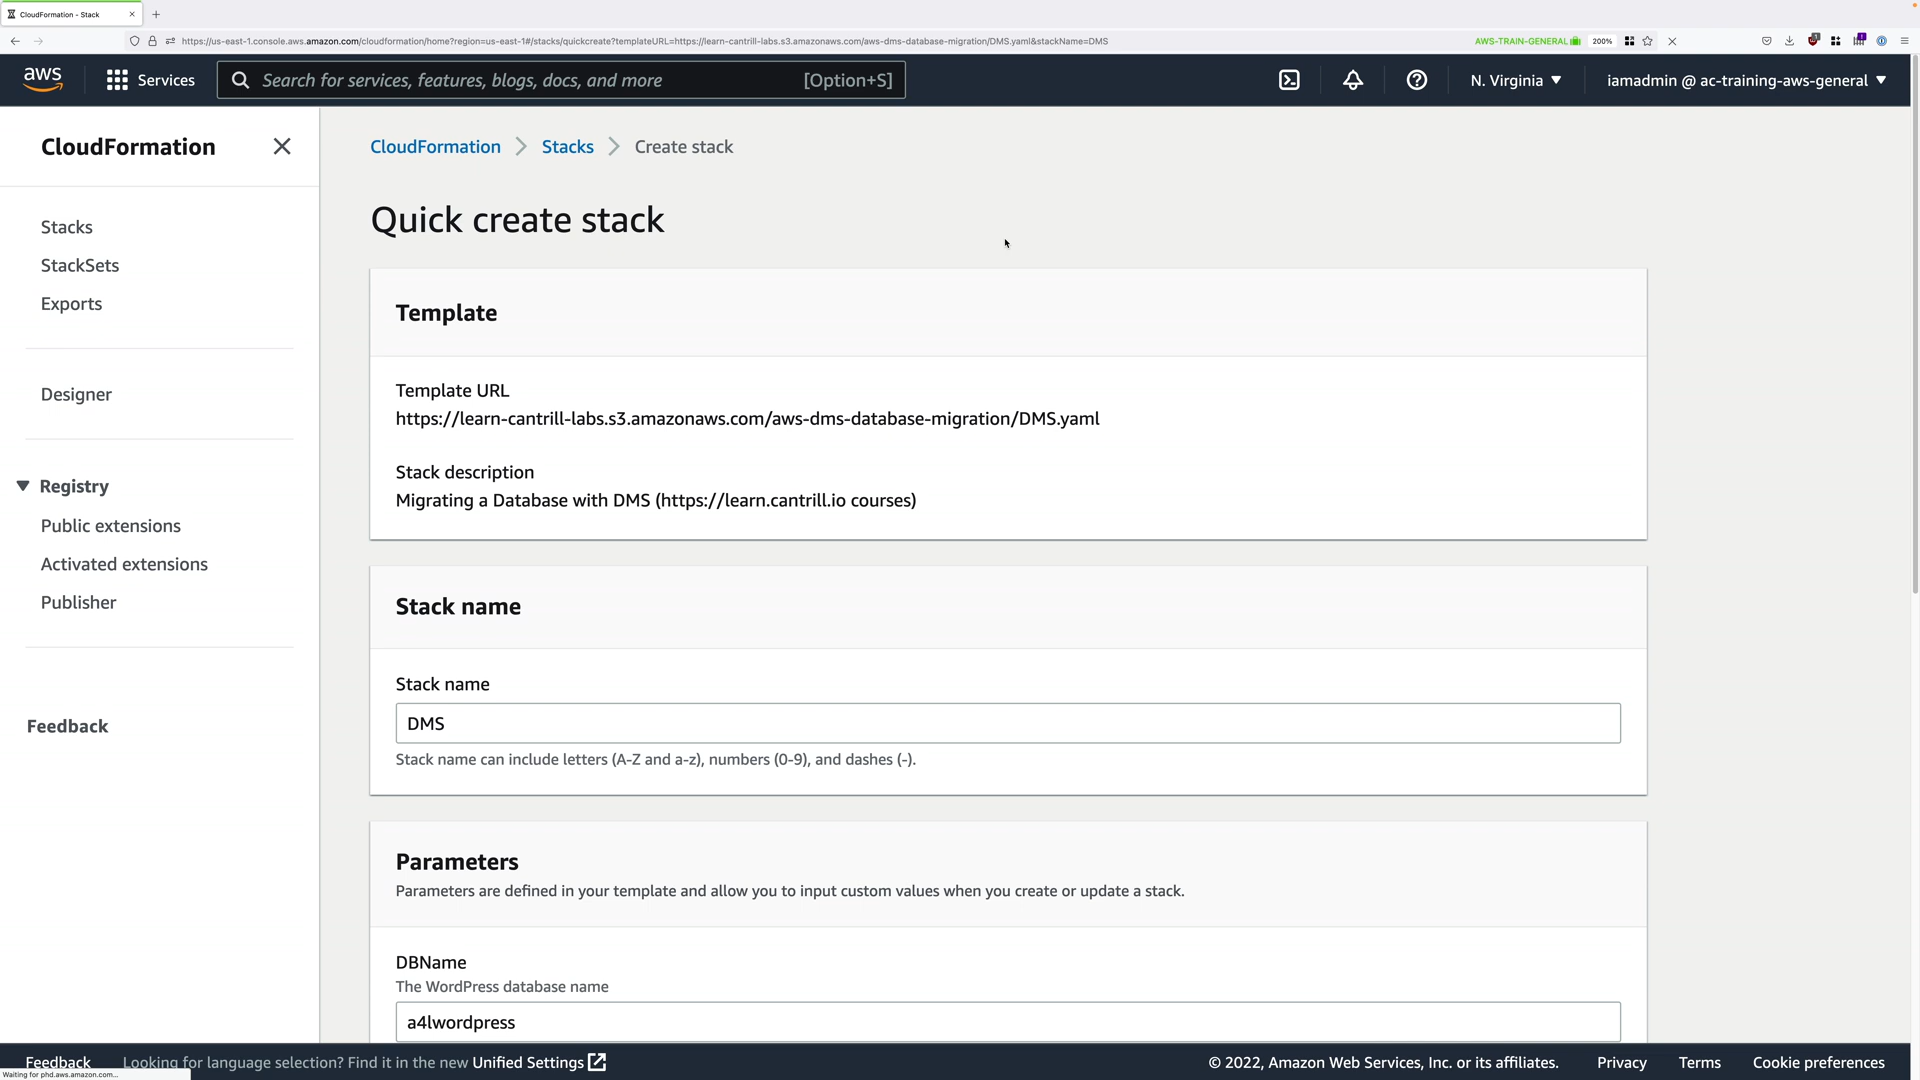 CloudFormation - Stack
https://us-east-1.console.aws.amazon.com/cloudformation/home?region=us-east-1#/stacks/quickcreate?templateURL=https://learn-cantrill-labs.s3.amazonaws.com/aws-dms-database-migration/DMS.yaml&stackName=DMS
AWS-TRAIN-GENERAL
200%
aws
Services
Search for services, features, blogs, docs, and more
[Option+S]
N. Virginia
iamadmin @ ac-training-aws-general
CloudFormation
Stacks
StackSets
Exports
Designer
Registry
Public extensions
Activated extensions
Publisher
Feedback
CloudFormation > Stacks > Create stack
Quick create stack
Template
Template URL
https://learn-cantrill-labs.s3.amazonaws.com/aws-dms-database-migration/DMS.yaml
Stack description
Migrating a Database with DMS (https://learn.cantrill.io courses)
Stack name
Stack name
DMS
Stack name can include letters (A-Z and a-z), numbers (0-9), and dashes (-).
Parameters
Parameters are defined in your template and allow you to input custom values when you create or update a stack.
DBName
The WordPress database name
a4lwordpress
Feedback
Looking for language selection? Find it in the new Unified Settings
© 2022, Amazon Web Services, Inc. or its affiliates.
Privacy
Terms
Cookie preferences
Waiting for phd.aws.amazon.com...